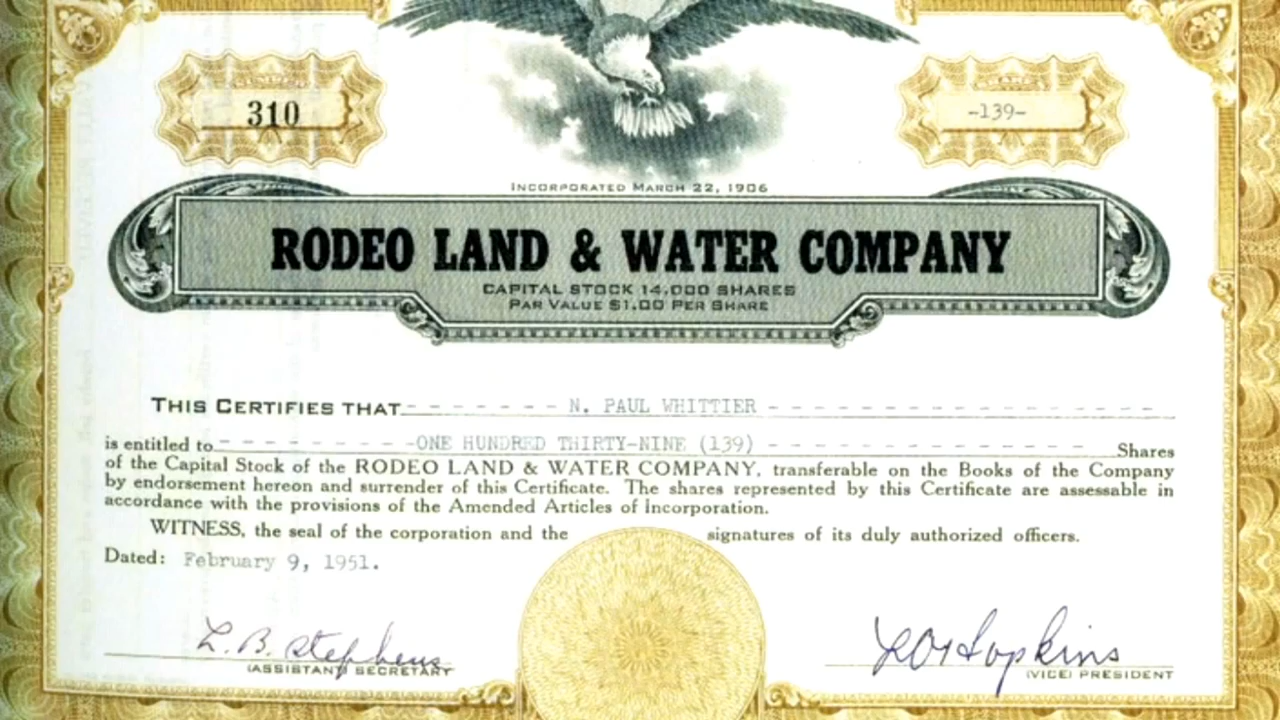 310
-139-
INCORPORATED MARCH 22, 1906
RODEO LAND & WATER COMPANY
CAPITAL STOCK 14,000 SHARES
PAR VALUE $1.00 PER SHARE
THIS CERTIFIES THAT - - - - - - - - N. PAUL WHITTIER - - - - - - - - - - - - - - - - - -
is entitled to - - - - - - - - - -ONE HUNDRED THIRTY-NINE (139) - - - - - - - - - - - - - - - Shares
of the Capital Stock of the RODEO LAND & WATER COMPANY, transferable on the Books of the Company
by endorsement hereon and surrender of this Certificate. The shares represented by this Certificate are assessable in
accordance with the provisions of the Amended Articles of Incorporation.
WITNESS, the seal of the corporation and the signatures of its duly authorized officers.
Dated: February 9, 1951.
L. B. Stephens
(ASSISTANT) SECRETARY
Hopkins
(VICE) PRESIDENT